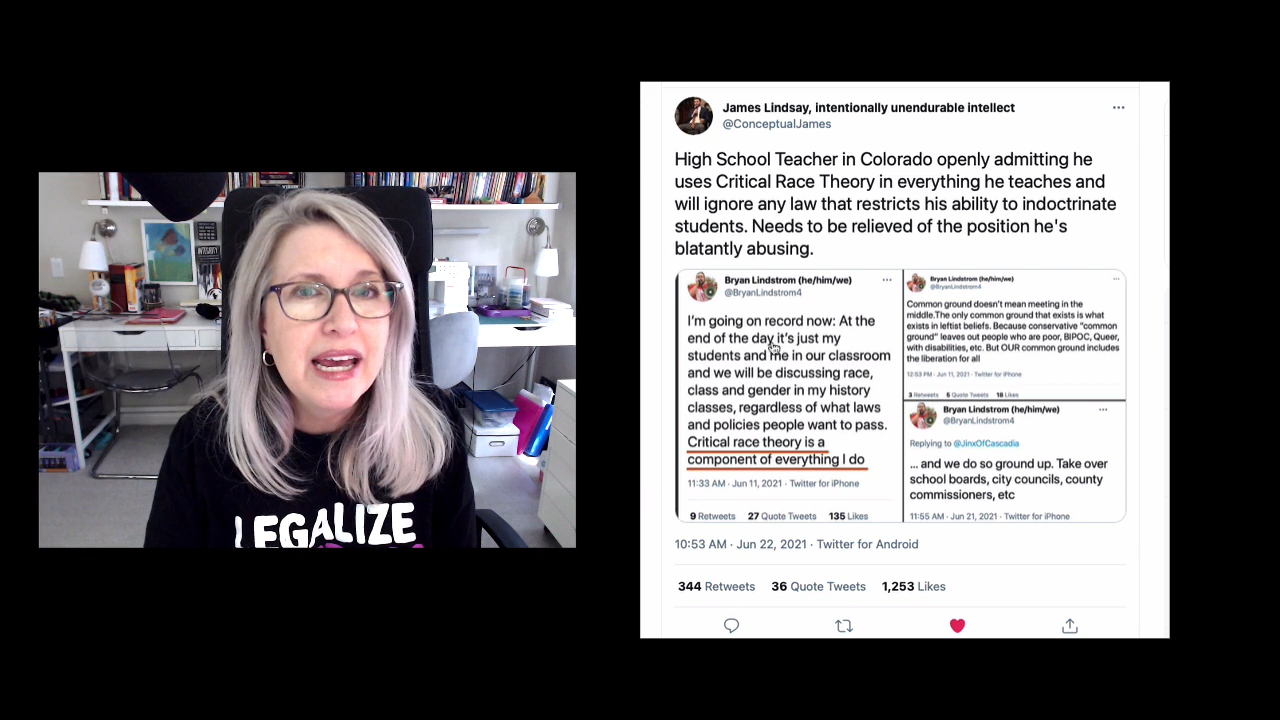 INTEGRITY
LEGALIZE
James Lindsay, intentionally unendurable intellect
@ConceptualJames
High School Teacher in Colorado openly admitting he
uses Critical Race Theory in everything he teaches and
will ignore any law that restricts his ability to indoctrinate
students. Needs to be relieved of the position he's
blatantly abusing.
Bryan Lindstrom (he/him/we)
@BryanLindstrom4
I'm going on record now: At the
end of the day it's just my
students and me in our classroom
and we will be discussing race,
class and gender in my history
classes, regardless of what laws
and policies people want to pass.
Critical race theory is a
component of everything I do
11:33 AM · Jun 11, 2021 · Twitter for iPhone
9 Retweets 27 Quote Tweets 135 Likes
Bryan Lindstrom (he/him/we)
@BryanLindstrom4
Common ground doesn't mean meeting in the
middle.The only common ground that exists is what
exists in leftist beliefs. Because conservative "common
ground" leaves out people who are poor, BIPOC, Queer,
with disabilities, etc. But OUR common ground includes
the liberation for all
12:53 PM · Jun 11, 2021 · Twitter for iPhone
3 Retweets 5 Quote Tweets 18 Likes
Bryan Lindstrom (he/him/we)
@BryanLindstrom4
Replying to @JinxOfCascadia
... and we do so ground up. Take over
school boards, city councils, county
commissioners, etc
11:55 AM · Jun 21, 2021 · Twitter for iPhone
10:53 AM · Jun 22, 2021 · Twitter for Android
344 Retweets 36 Quote Tweets 1,253 Likes